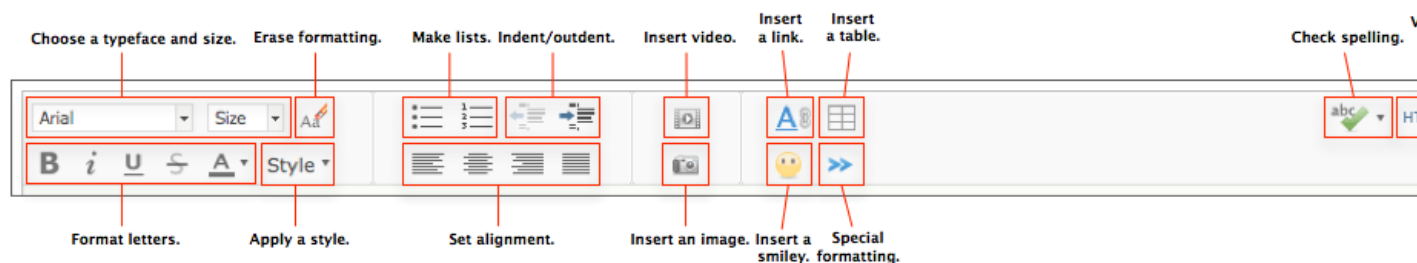 Insert
a link.
Insert
a table.
V
Choose a typeface and size.
Erase formatting.
Make lists.
Indent/outdent.
Insert video.
Check spelling.
Arial
Size
Aa
1
2
3
A
abc
HT
B i U S A
Style
Format letters.
Apply a style.
Set alignment.
Insert an image.
Insert a
smiley.
Special
formatting.